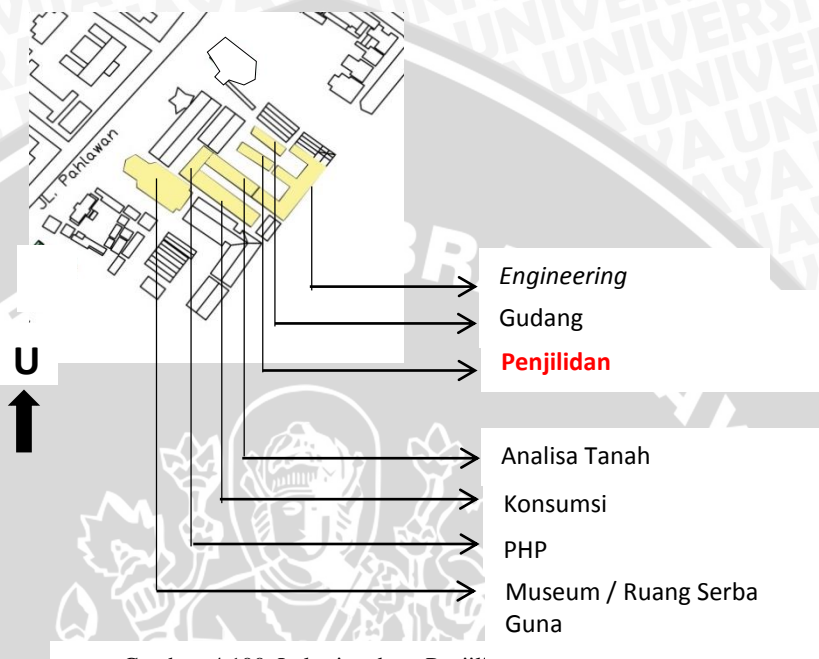 JL. Pahlawan
Engineering
Gudang
Penjilidan
U
Analisa Tanah
Konsumsi
PHP
Museum / Ruang Serba
Guna